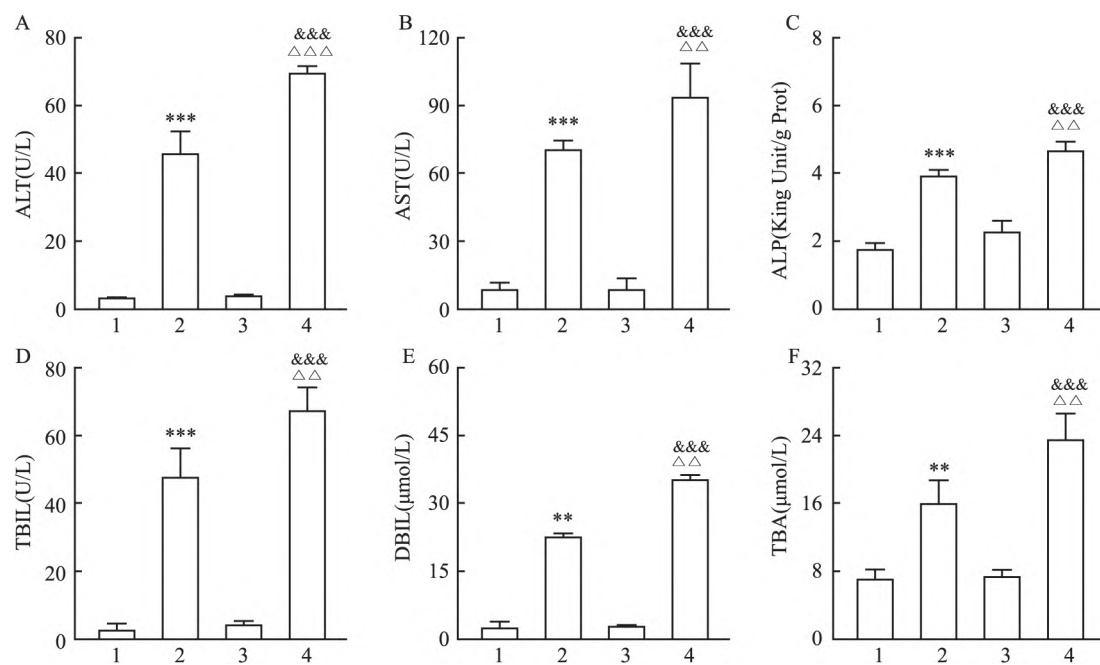 A
ALT(U/L)
80
60
40
20
0
***
&&&
△△△
1 2 3 4
B
AST(U/L)
120
90
60
30
0
***
&&&
△△
1 2 3 4
C
ALP(King Unit/g Prot)
8
6
4
2
0
***
&&&
△△
1 2 3 4
D
TBIL(U/L)
80
60
40
20
0
***
&&&
△△
1 2 3 4
E
DBIL(μmol/L)
60
45
30
15
0
**
&&&
△△
1 2 3 4
F
TBA(μmol/L)
32
24
16
8
0
**
&&&
△△
1 2 3 4